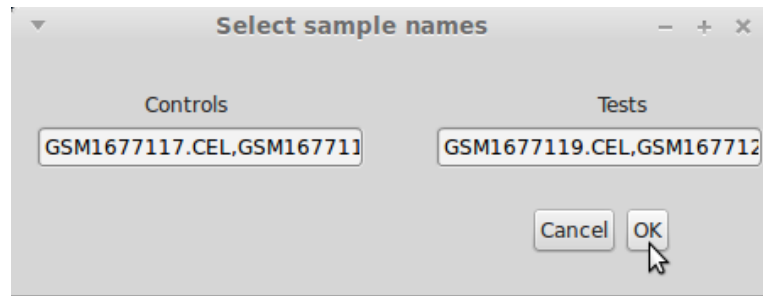 Select sample names
Controls
Tests
GSM1677117.CEL,GSM167711
GSM1677119.CEL,GSM167712
Cancel
OK